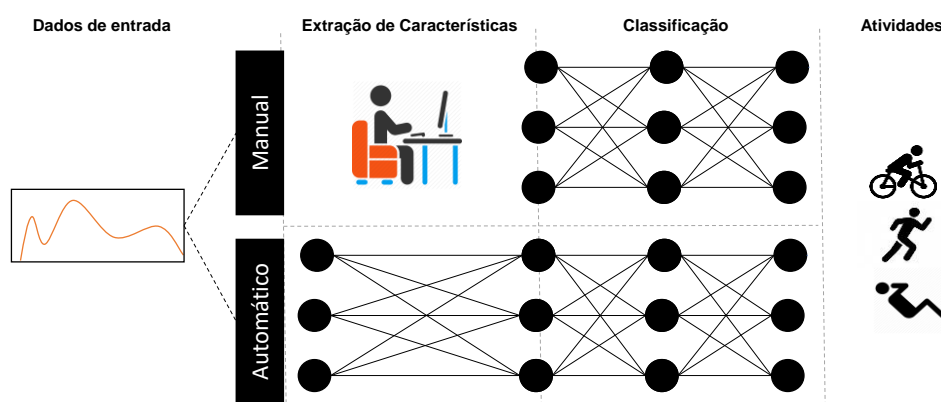 Dados de entrada
Extração de Características
Classificação
Atividades
Manual
Automático